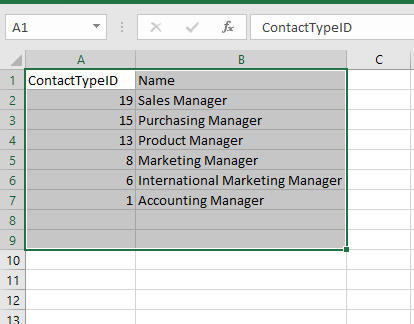 A1 fx ContactTypeID
A B C
1 ContactTypeID Name
2 19 Sales Manager
3 15 Purchasing Manager
4 13 Product Manager
5 8 Marketing Manager
6 6 International Marketing Manager
7 1 Accounting Manager
8
9
10
11
12
13